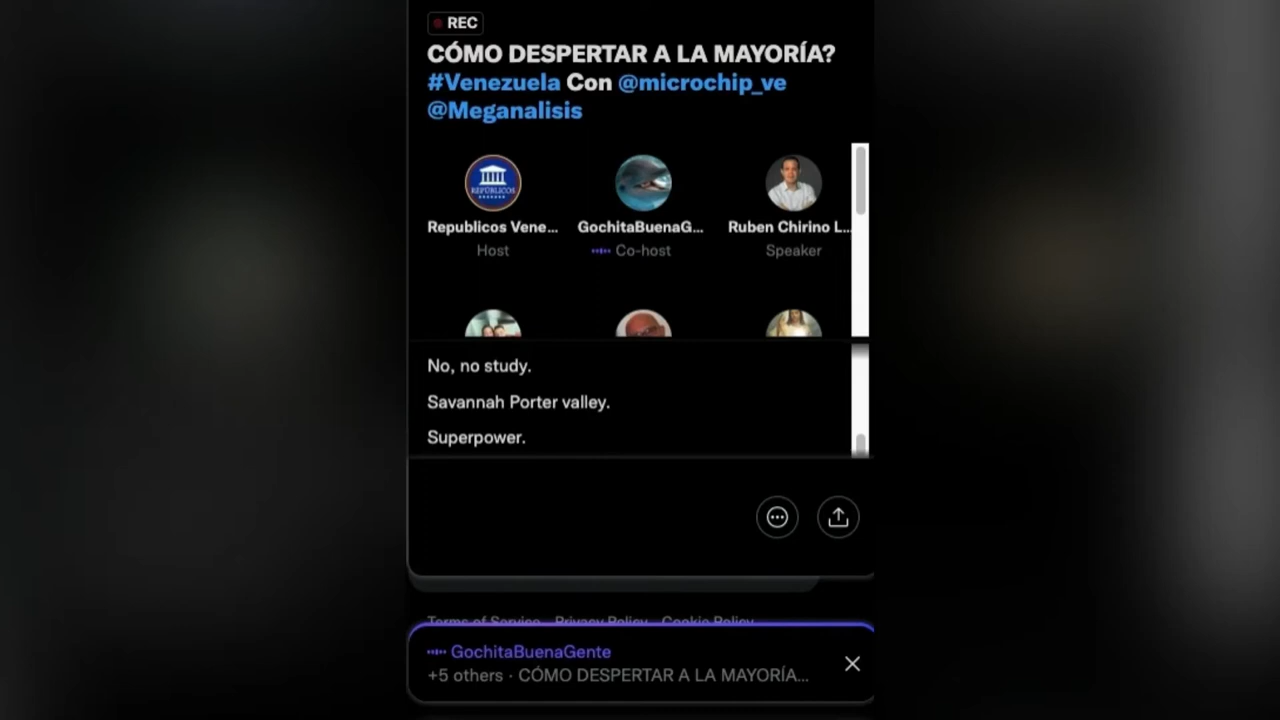 REC
CÓMO DESPERTAR A LA MAYORÍA?
#Venezuela Con @microchip_ve
@Meganalisis
REPÚBLICOS
Republicos Vene... GochitaBuenaG... Ruben Chirino L...
Host Co-host Speaker
No, no study.
Savannah Porter valley.
Superpower.
Terms of Service Privacy Policy Cookie Policy
GochitaBuenaGente
+5 others · CÓMO DESPERTAR A LA MAYORÍA...